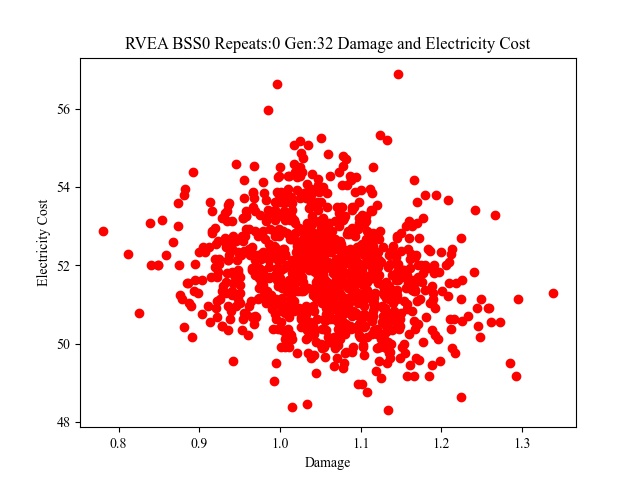 RVEA BSS0 Repeats:0 Gen:32 Damage and Electricity Cost
56
54
52
50
48
Electricity Cost
0.8 0.9 1.0 1.1 1.2 1.3
Damage